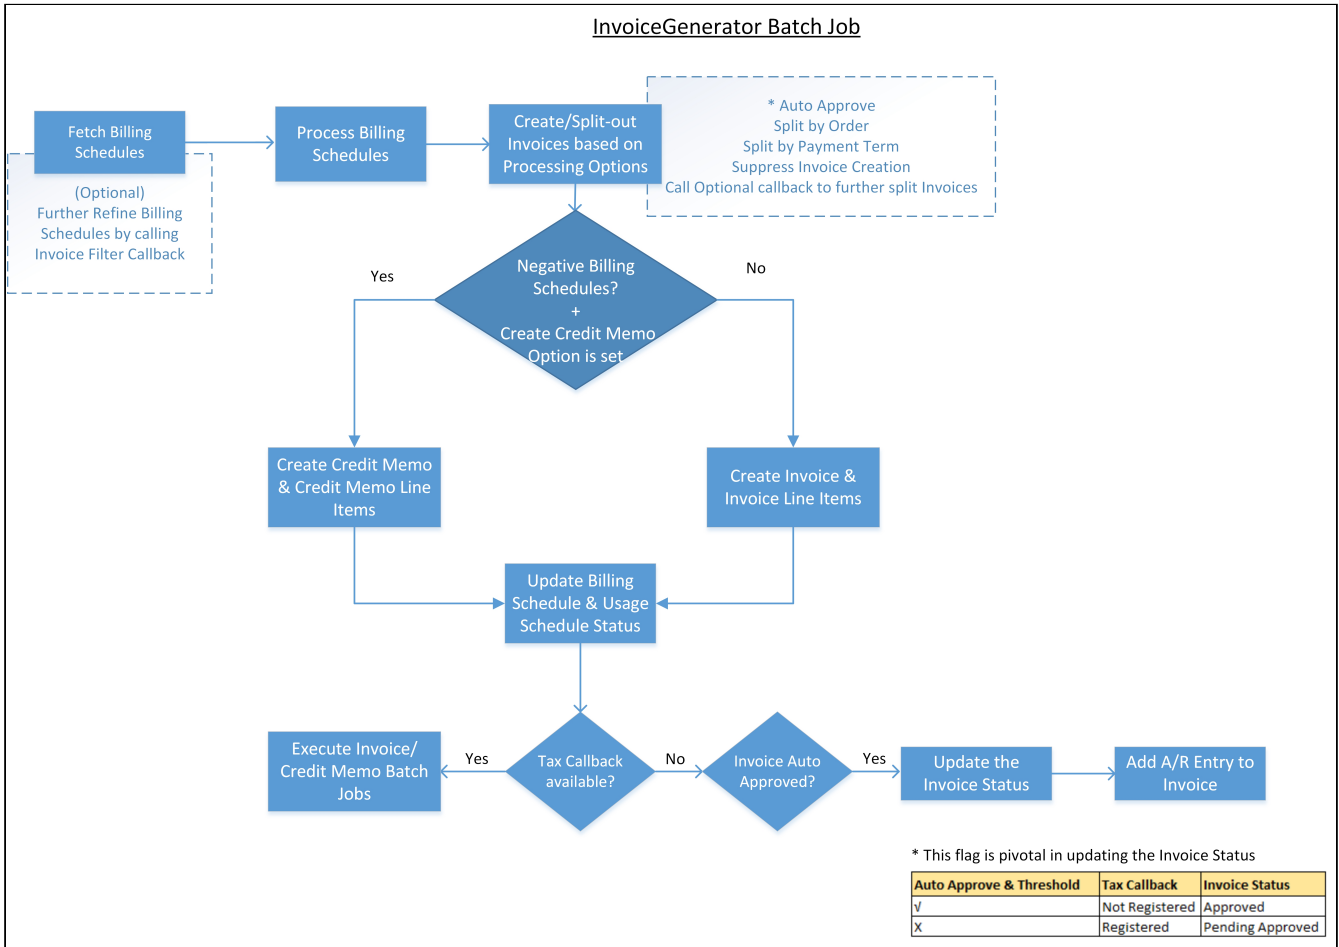 InvoiceGenerator Batch Job
Fetch Billing
Schedules
(Optional)
Further Refine Billing
Schedules by calling
Invoice Filter Callback
Process Billing
Schedules
Create/Split-out
Invoices based on
Processing Options
* Auto Approve
Split by Order
Split by Payment Term
Suppress Invoice Creation
Call Optional callback to further split Invoices
Negative Billing
Schedules?
+
Create Credit Memo
Option is set
Yes
No
Create Credit Memo
& Credit Memo Line
Items
Create Invoice &
Invoice Line Items
Update Billing
Schedule & Usage
Schedule Status
Execute Invoice/
Credit Memo Batch
Jobs
Yes
Tax Callback
available?
No
Invoice Auto
Approved?
Yes
Update the
Invoice Status
Add A/R Entry to
Invoice
* This flag is pivotal in updating the Invoice Status
Auto Approve & Threshold Tax Callback Invoice Status
√ Not Registered Approved
X Registered Pending Approved